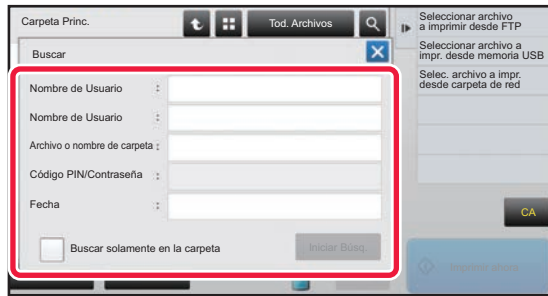 Carpeta Princ.
Tod. Archivos
Buscar
Nombre de Usuario :
Nombre de Usuario :
Archivo o nombre de carpeta :
Código PIN/Contraseña :
Fecha :
Buscar solamente en la carpeta
Iniciar Búsq.
Seleccionar archivo
a imprimir desde FTP
Seleccionar archivo a
impr. desde memoria USB
Selec. archivo a impr.
desde carpeta de red
CA
Imprimir ahora